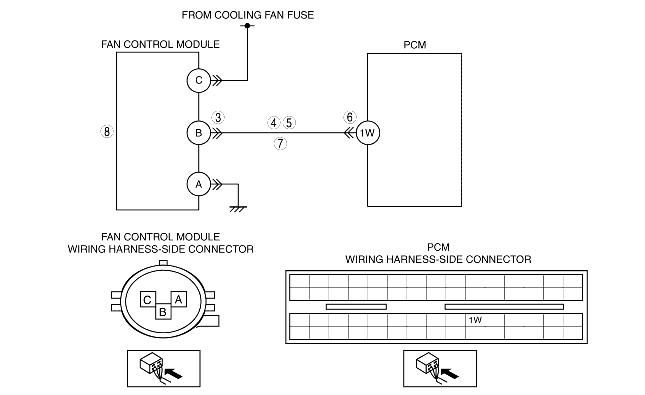 FROM COOLING FAN FUSE
FAN CONTROL MODULE
PCM
C
3
4 5
6
8
B
1W
7
A
FAN CONTROL MODULE
WIRING HARNESS-SIDE CONNECTOR
PCM
WIRING HARNESS-SIDE CONNECTOR
C A
B
1W